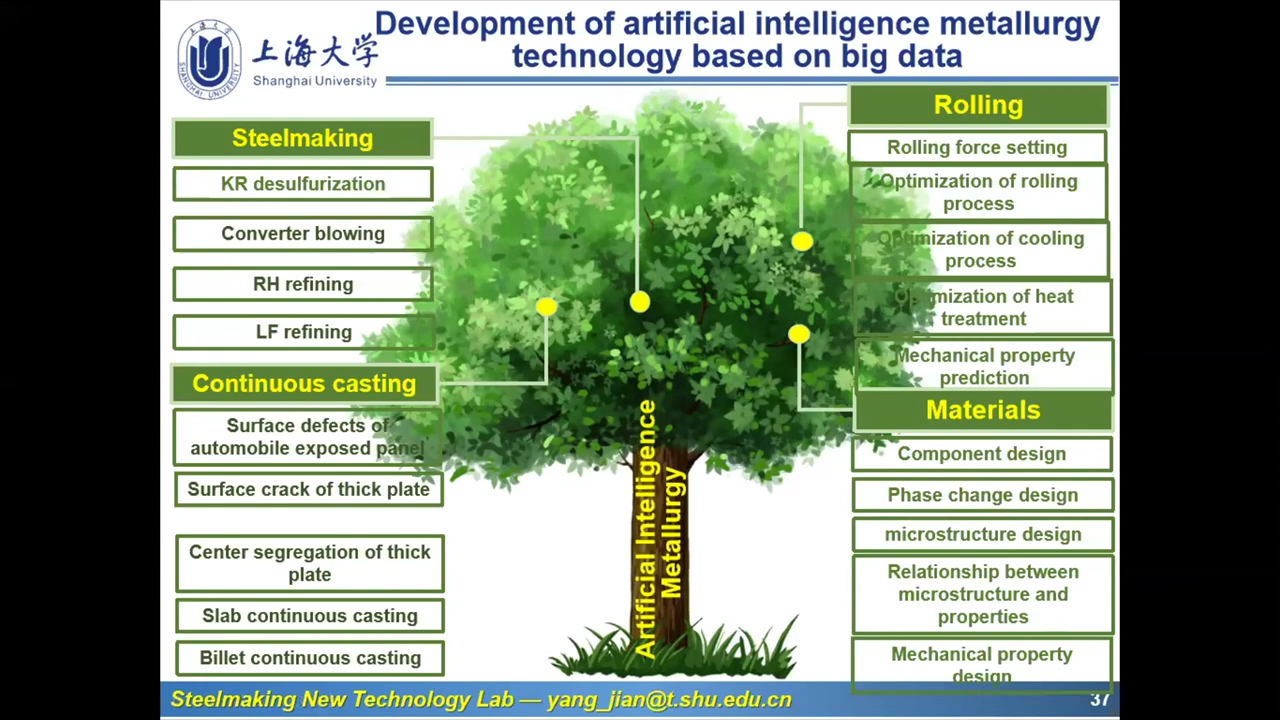 Development of artificial intelligence metallurgy
technology based on big data
上海大学
Shanghai University
SHANGHAI UNIVERSITY
Steelmaking
KR desulfurization
Converter blowing
RH refining
LF refining
Continuous casting
Surface defects of
automobile exposed panel
Surface crack of thick plate
Center segregation of thick
plate
Slab continuous casting
Billet continuous casting
Artificial Intelligence
Metallurgy
Rolling
Rolling force setting
Optimization of rolling
process
Optimization of cooling
process
Optimization of heat
treatment
Mechanical property
prediction
Materials
Component design
Phase change design
microstructure design
Relationship between
microstructure and
properties
Mechanical property
design
Steelmaking New Technology Lab — yang_jian@t.shu.edu.cn
37